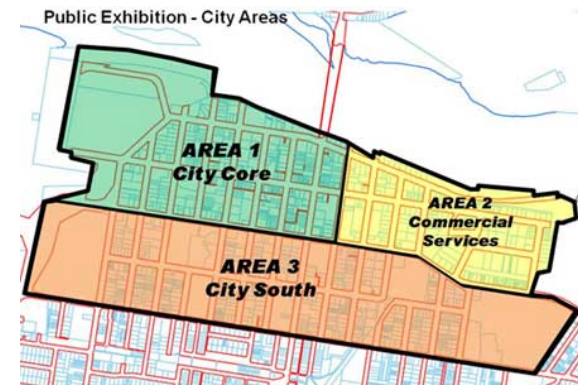 Public Exhibition - City Areas
AREA 1
City Core
AREA 2
Commercial
Services
AREA 3
City South